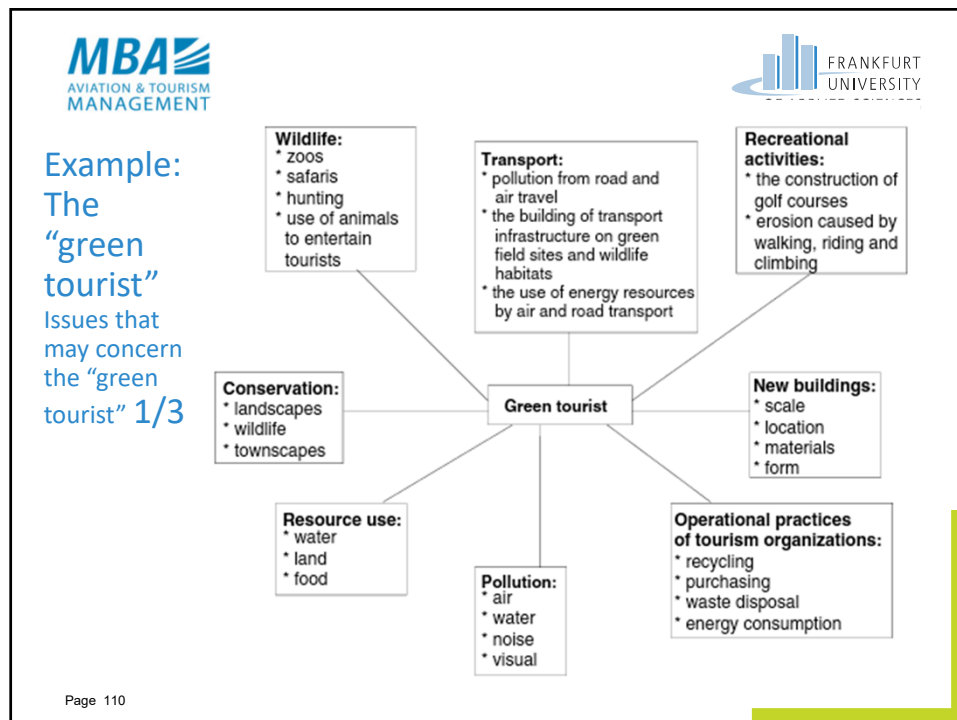 MBA
AVIATION & TOURISM
MANAGEMENT
FRANKFURT
UNIVERSITY
OF APPLIED SCIENCES
Example:
The
“green
tourist”
Issues that
may concern
the “green
tourist” 1/3
Wildlife:
* zoos
* safaris
* hunting
* use of animals
to entertain
tourists
Transport:
* pollution from road and
air travel
* the building of transport
infrastructure on green
field sites and wildlife
habitats
* the use of energy resources
by air and road transport
Recreational
activities:
* the construction of
golf courses
* erosion caused by
walking, riding and
climbing
Conservation:
* landscapes
* wildlife
* townscapes
Green tourist
New buildings:
* scale
* location
* materials
* form
Resource use:
* water
* land
* food
Pollution:
* air
* water
* noise
* visual
Operational practices
of tourism organizations:
* recycling
* purchasing
* waste disposal
* energy consumption
Page 110